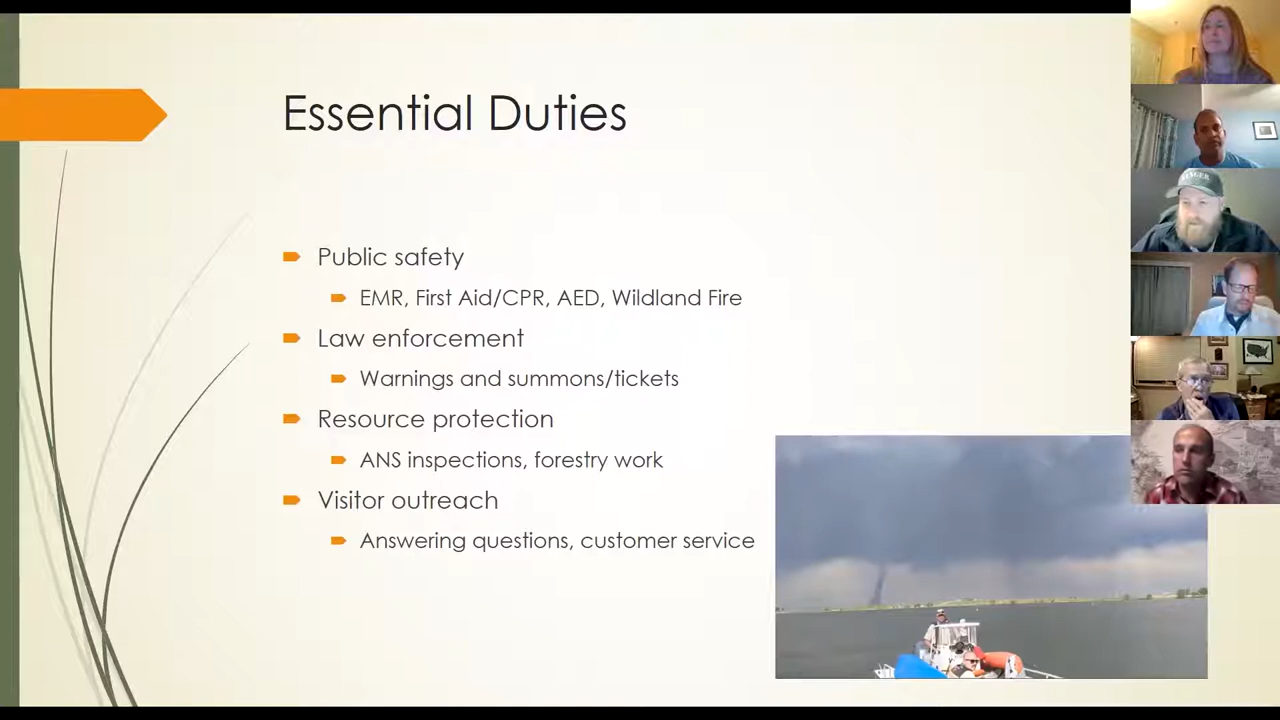 Essential Duties
Public safety
EMR, First Aid/CPR, AED, Wildland Fire
Law enforcement
Warnings and summons/tickets
Resource protection
ANS inspections, forestry work
Visitor outreach
Answering questions, customer service